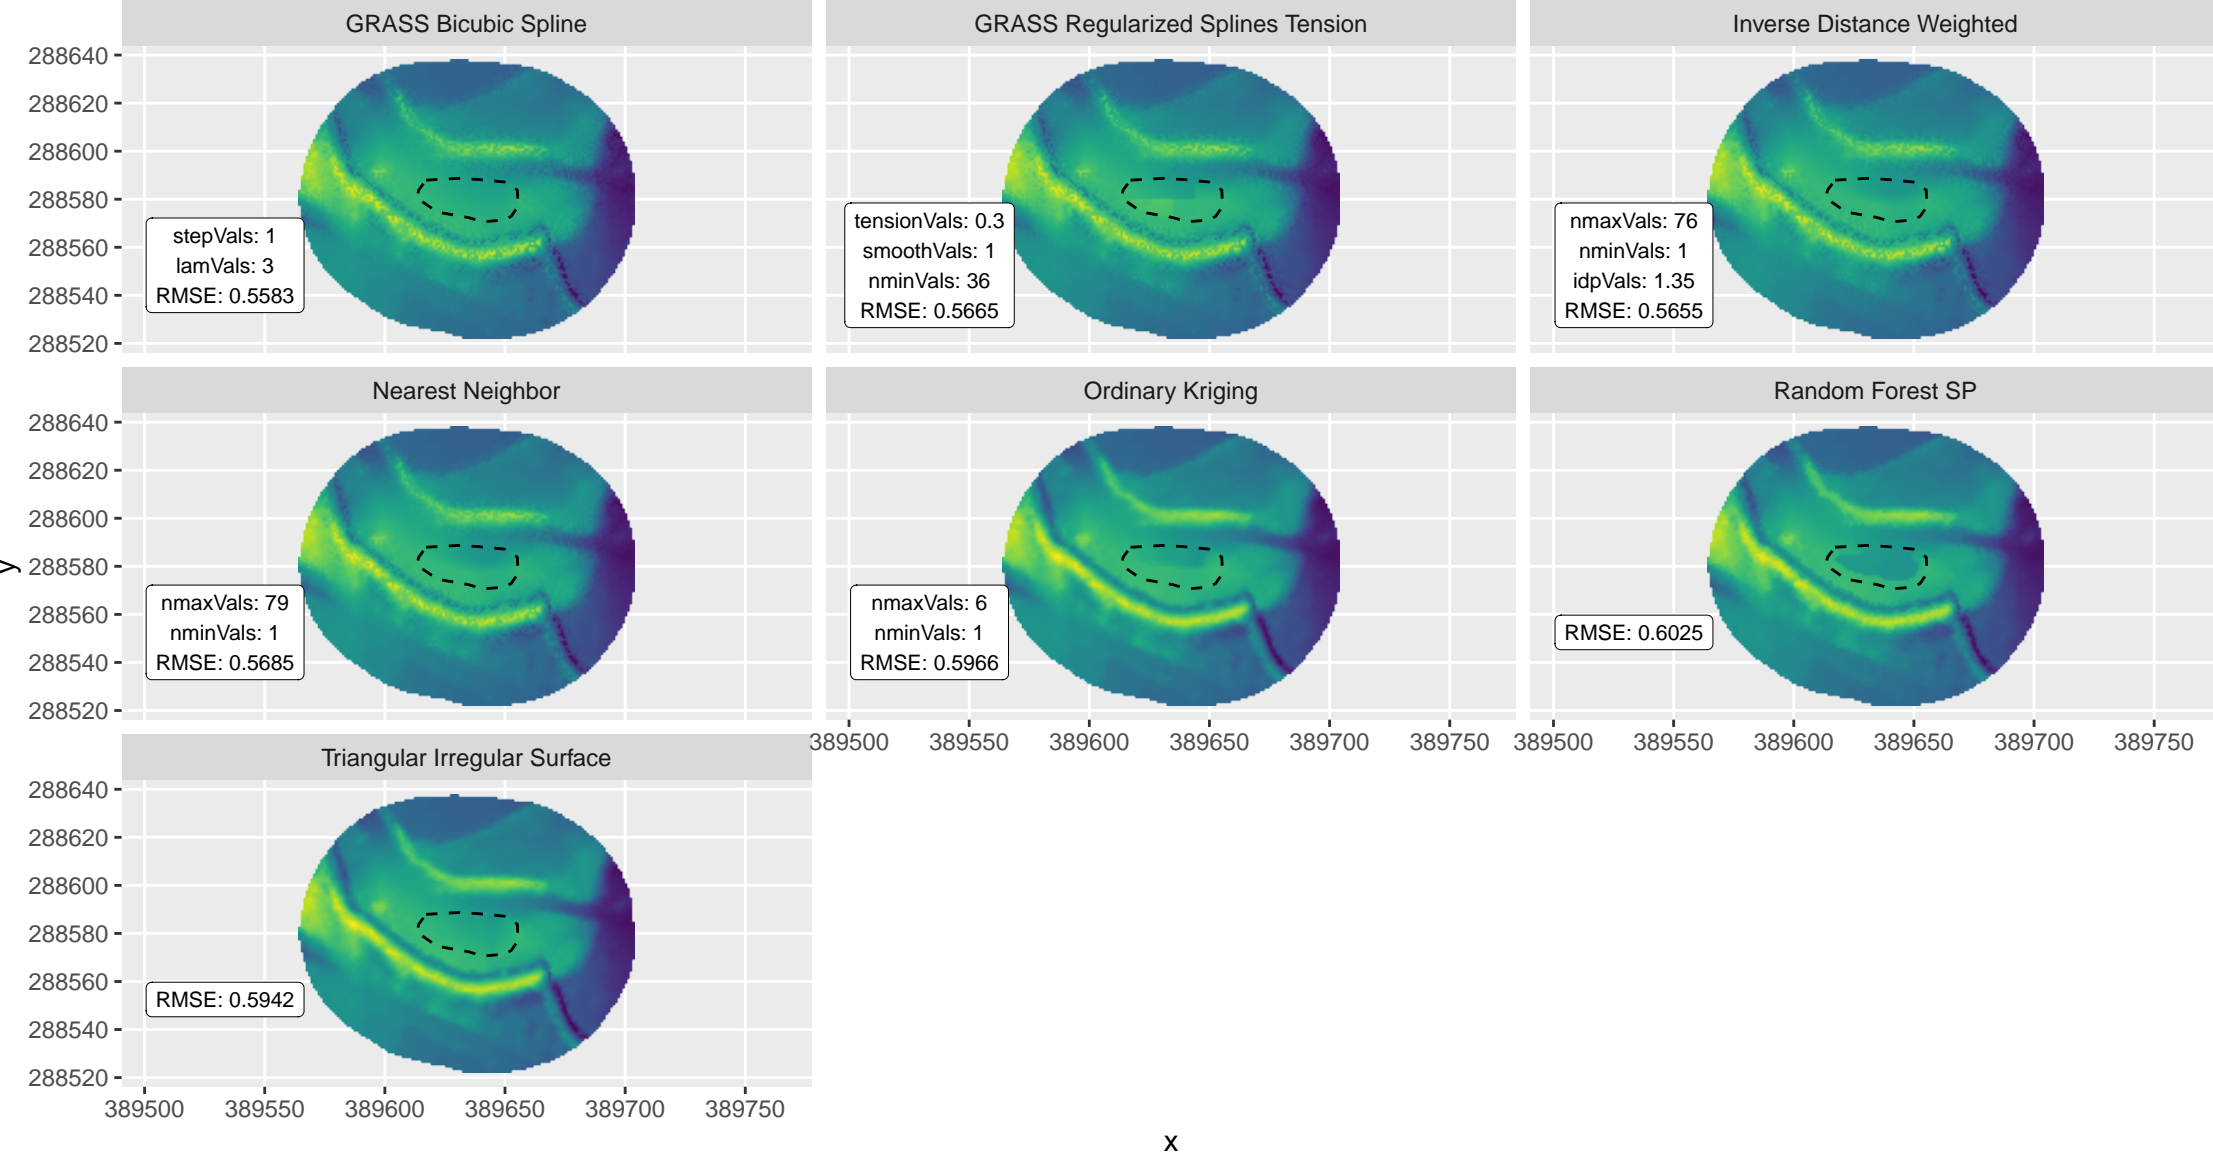 GRASS Bicubic Spline
GRASS Regularized Splines Tension
Inverse Distance Weighted
288640
288620
288600
288580
288560
288540
288520
stepVals: 1
lamVals: 3
RMSE: 0.5583
tensionVals: 0.3
smoothVals: 1
nminVals: 36
RMSE: 0.5665
nmaxVals: 76
nminVals: 1
idpVals: 1.35
RMSE: 0.5655
Nearest Neighbor
Ordinary Kriging
Random Forest SP
288640
288620
288600
288580
288560
288540
288520
y
nmaxVals: 79
nminVals: 1
RMSE: 0.5685
nmaxVals: 6
nminVals: 1
RMSE: 0.5966
RMSE: 0.6025
389500 389550 389600 389650 389700 389750
389500 389550 389600 389650 389700 389750
Triangular Irregular Surface
288640
288620
288600
288580
288560
288540
288520
RMSE: 0.5942
389500 389550 389600 389650 389700 389750
x